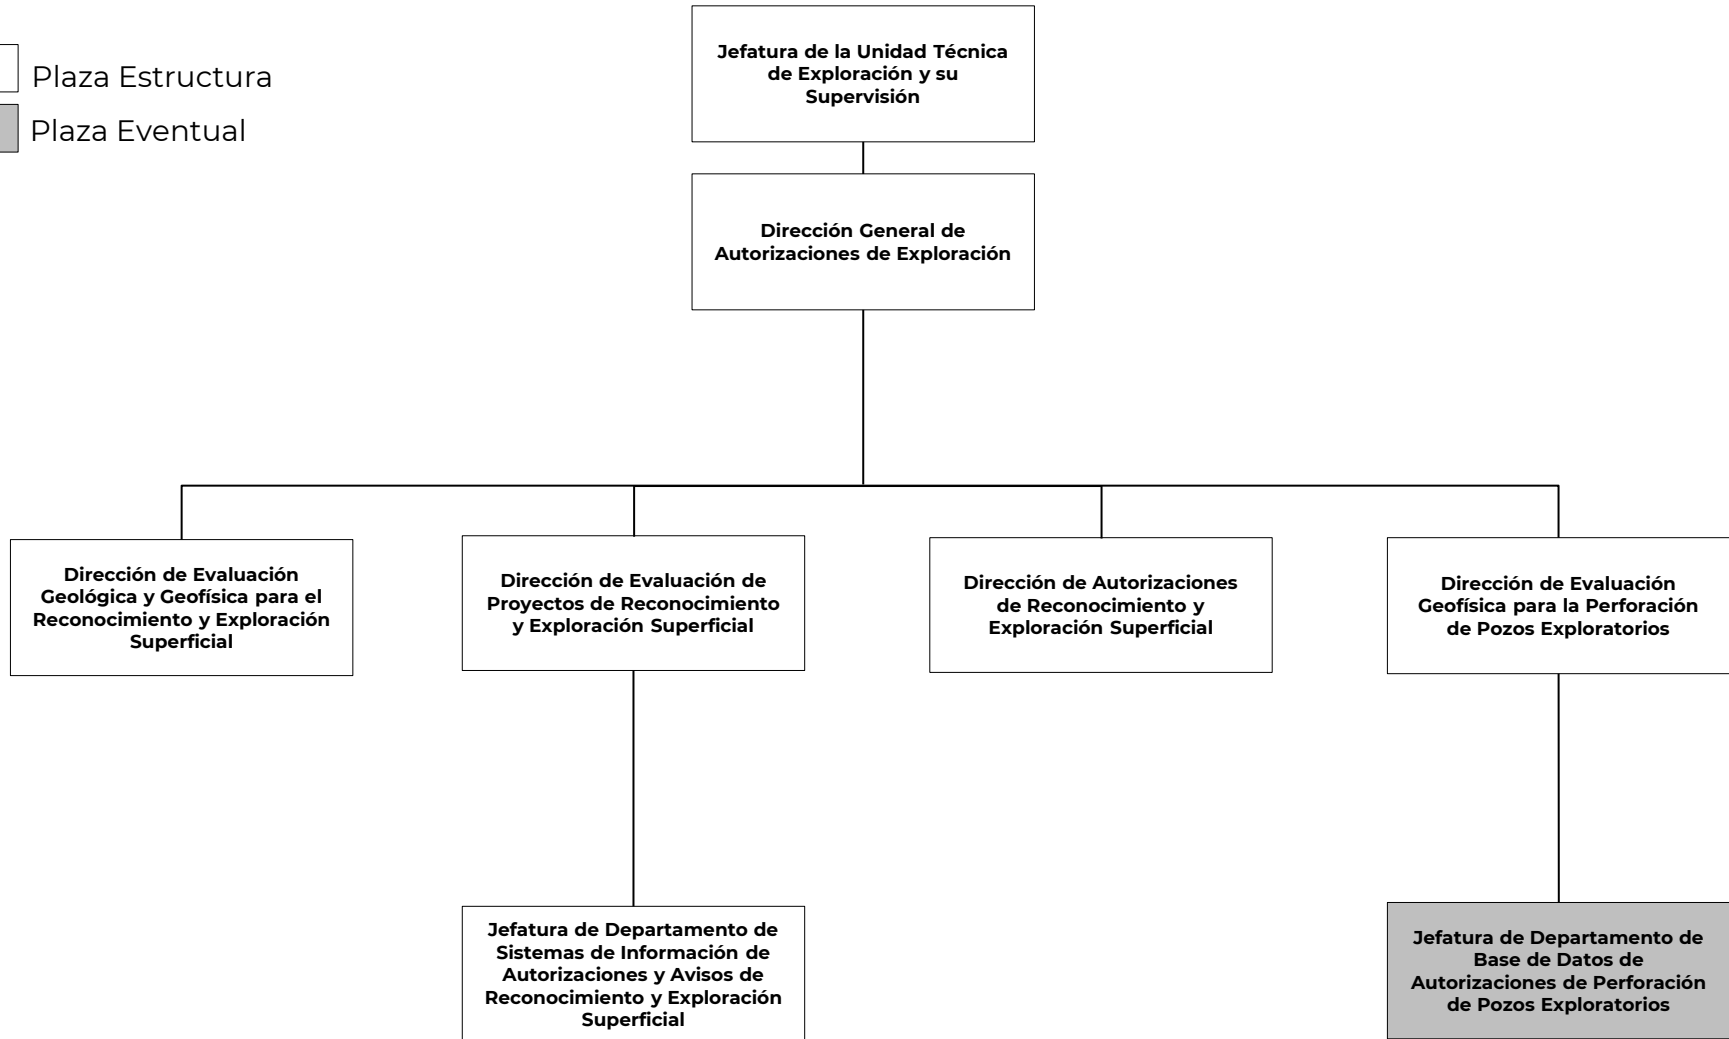 Plaza Estructura
Plaza Eventual
Jefatura de la Unidad Técnica
de Exploración y su
Supervisión
Dirección General de
Autorizaciones de Exploración
Dirección de Evaluación
Geológica y Geofísica para el
Reconocimiento y Exploración
Superficial
Dirección de Evaluación de
Proyectos de Reconocimiento
y Exploración Superficial
Dirección de Autorizaciones
de Reconocimiento y
Exploración Superficial
Dirección de Evaluación
Geofísica para la Perforación
de Pozos Exploratorios
Jefatura de Departamento de
Sistemas de Información de
Autorizaciones y Avisos de
Reconocimiento y Exploración
Superficial
Jefatura de Departamento de
Base de Datos de
Autorizaciones de Perforación
de Pozos Exploratorios